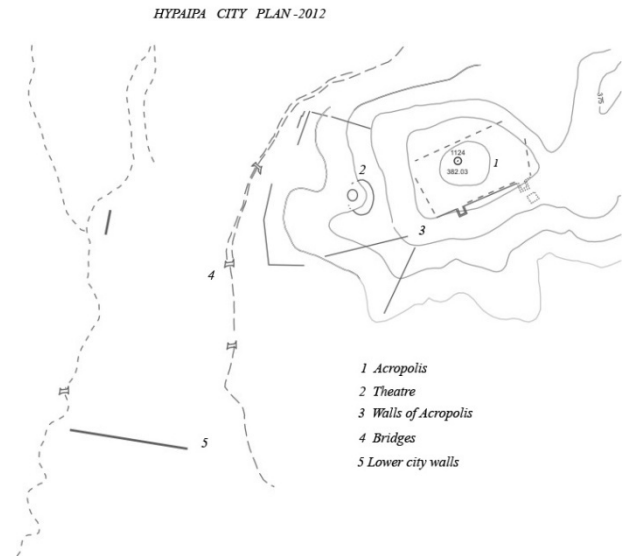 HYPAIPA CITY PLAN -2012
375
1124
382.03
1
2
3
4
5
1 Acropolis
2 Theatre
3 Walls of Acropolis
4 Bridges
5 Lower city walls